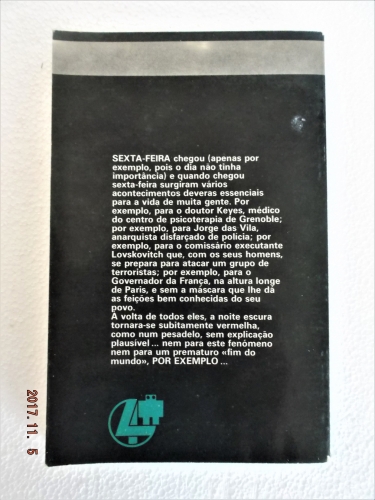 SEXTA-FEIRA chegou (apenas por
exemplo, pois o dia não tinha
importância) e quando chegou
sexta-feira surgiram vários
acontecimentos deveras essenciais
para a vida de muita gente. Por
exemplo, para o doutor Keyes, médico
do centro de psicoterapia de Grenoble;
por exemplo, para Jorge das Vila,
anarquista disfarçado de polícia; por
exemplo, para o comissário executante
Lovskovitch que, com os seus homens,
se prepara para atacar um grupo de
terroristas; por exemplo, para o
Governador da França, na altura longe
de Paris, e sem a máscara que lhe dá
as feições bem conhecidas do seu
povo.
À volta de todos eles, a noite escura
tornara-se subitamente vermelha,
como num pesadelo, sem explicação
plausível... nem para este fenómeno
nem para um prematuro «fim do
mundo», POR EXEMPLO...
2017. 11. 5